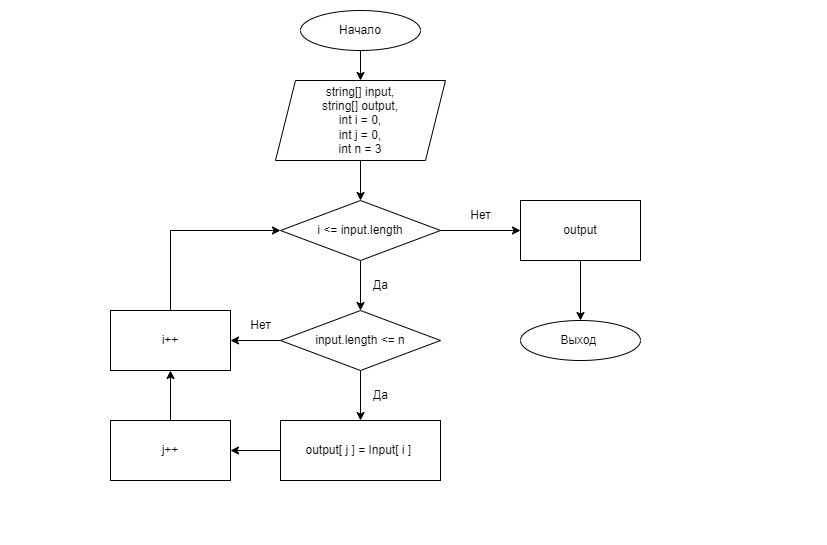 Начало
string[] input,
string[] output,
int i = 0,
int j = 0,
int n = 3
i <= input.length
Нет
output
Да
Выход
input.length <= n
Нет
i++
Да
output[ j ] = Input[ i ]
j++